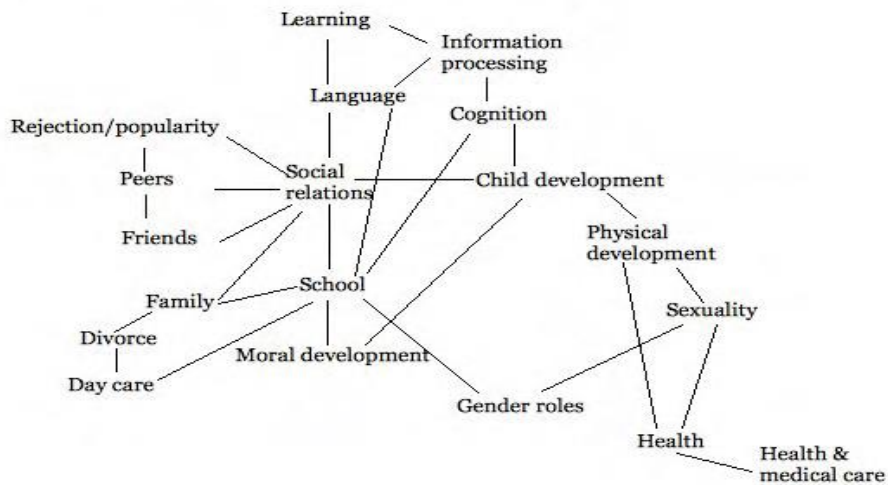 Learning
Information
processing
Language
Cognition
Rejection/popularity
Social
relations
Peers
Child development
Friends
Physical
development
School
Family
Sexuality
Divorce
Moral development
Day care
Gender roles
Health
Health &
medical care